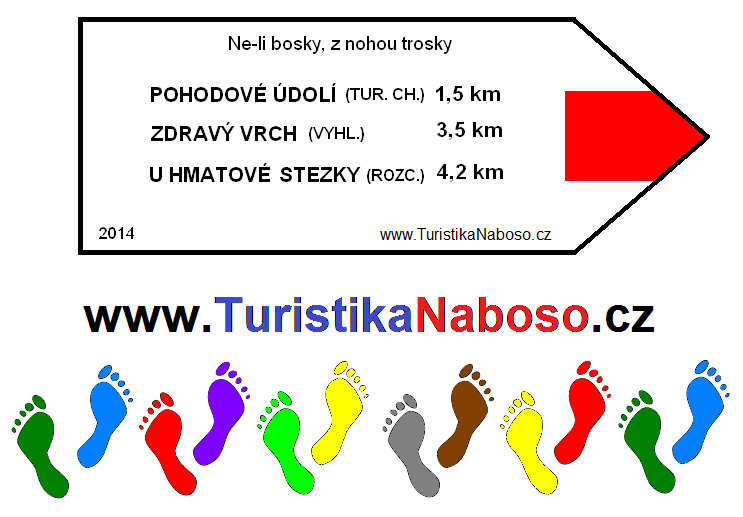 Ne-li bosky, z nohou trosky
POHODOVÉ ÚDOLÍ (TUR. CH.) 1,5 km
ZDRAVÝ VRCH (VYHL.) 3,5 km
U HMATOVÉ STEZKY (ROZC.) 4,2 km
2014 www.TuristikaNaboso.cz
www.TuristikaNaboso.cz